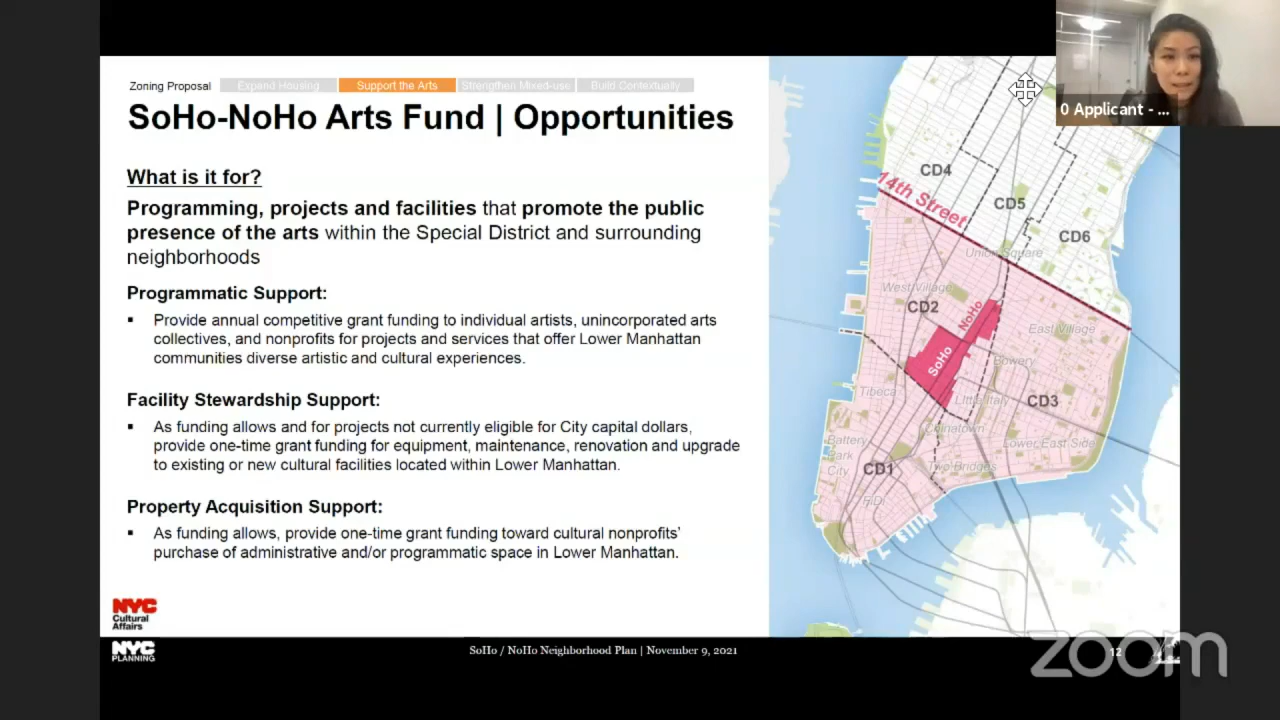 Zoning Proposal
Expand Housing
Support the Arts
Strengthen Mixed-use
Build Contextually
SoHo-NoHo Arts Fund | Opportunities
What is it for?
Programming, projects and facilities that promote the public
presence of the arts within the Special District and surrounding
neighborhoods
Programmatic Support:
▪ Provide annual competitive grant funding to individual artists, unincorporated arts
collectives, and nonprofits for projects and services that offer Lower Manhattan
communities diverse artistic and cultural experiences.
Facility Stewardship Support:
▪ As funding allows and for projects not currently eligible for City capital dollars,
provide one-time grant funding for equipment, maintenance, renovation and upgrade
to existing or new cultural facilities located within Lower Manhattan.
Property Acquisition Support:
▪ As funding allows, provide one-time grant funding toward cultural nonprofits'
purchase of administrative and/or programmatic space in Lower Manhattan.
NYC
Cultural
Affairs
NYC
PLANNING
SoHo / NoHo Neighborhood Plan | November 9, 2021
12
0 Applicant - ...
CD4
14th Street
CD5
CD6
Union Square
West Village
CD2
NoHo
East Village
SoHo
Bowery
Tibeca
Little Italy
CD3
Chinatown
Battery
Park
City
Lower East Side
CD1
Two Bridges
FiDi
zoom